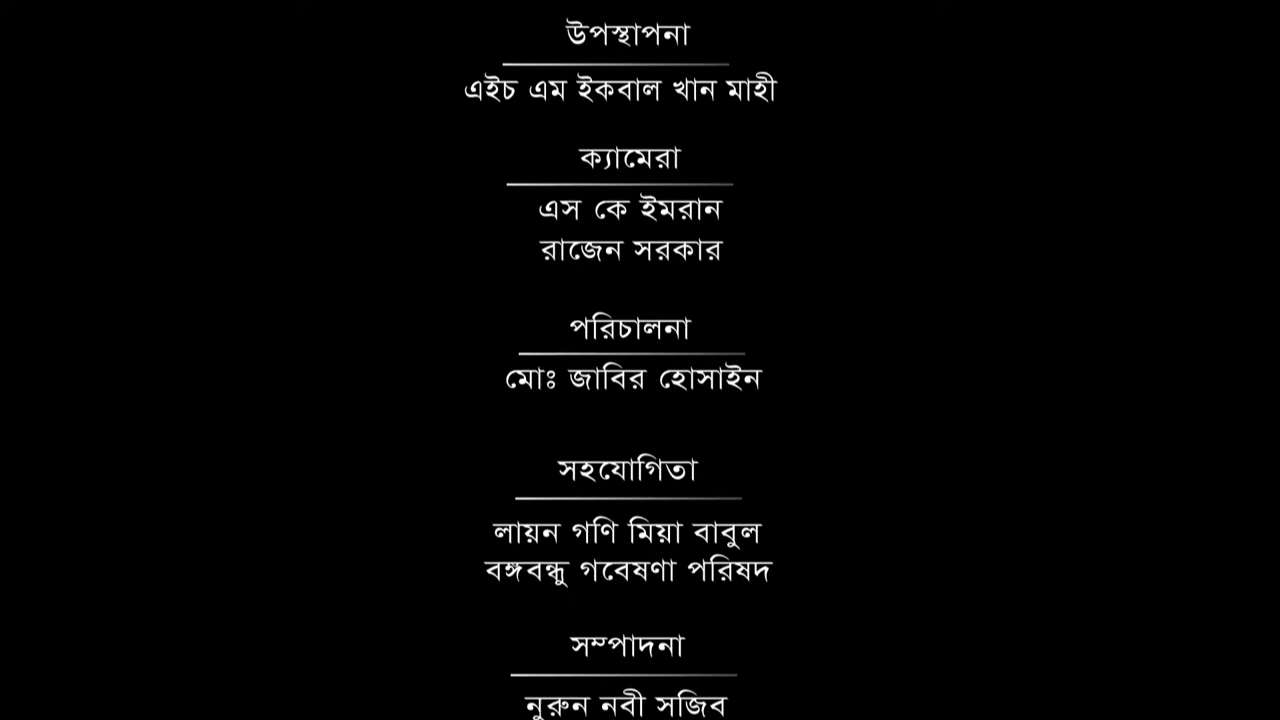 উপস্থাপনা
এইচ এম ইকবাল খান মাহী
ক্যামেরা
এস কে ইমরান
রাজেন সরকার
পরিচালনা
মোঃ জাবির হোসাইন
সহযোগিতা
লায়ন গণি মিয়া বাবুল
বঙ্গবন্ধু গবেষণা পরিষদ
সম্পাদনা
নুরুন নবী সজিব